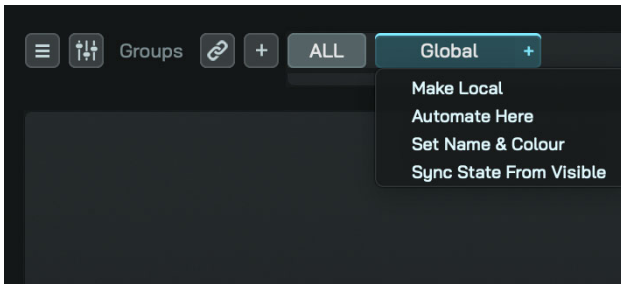 Groups + ALL Global +
Make Local
Automate Here
Set Name & Colour
Sync State From Visible